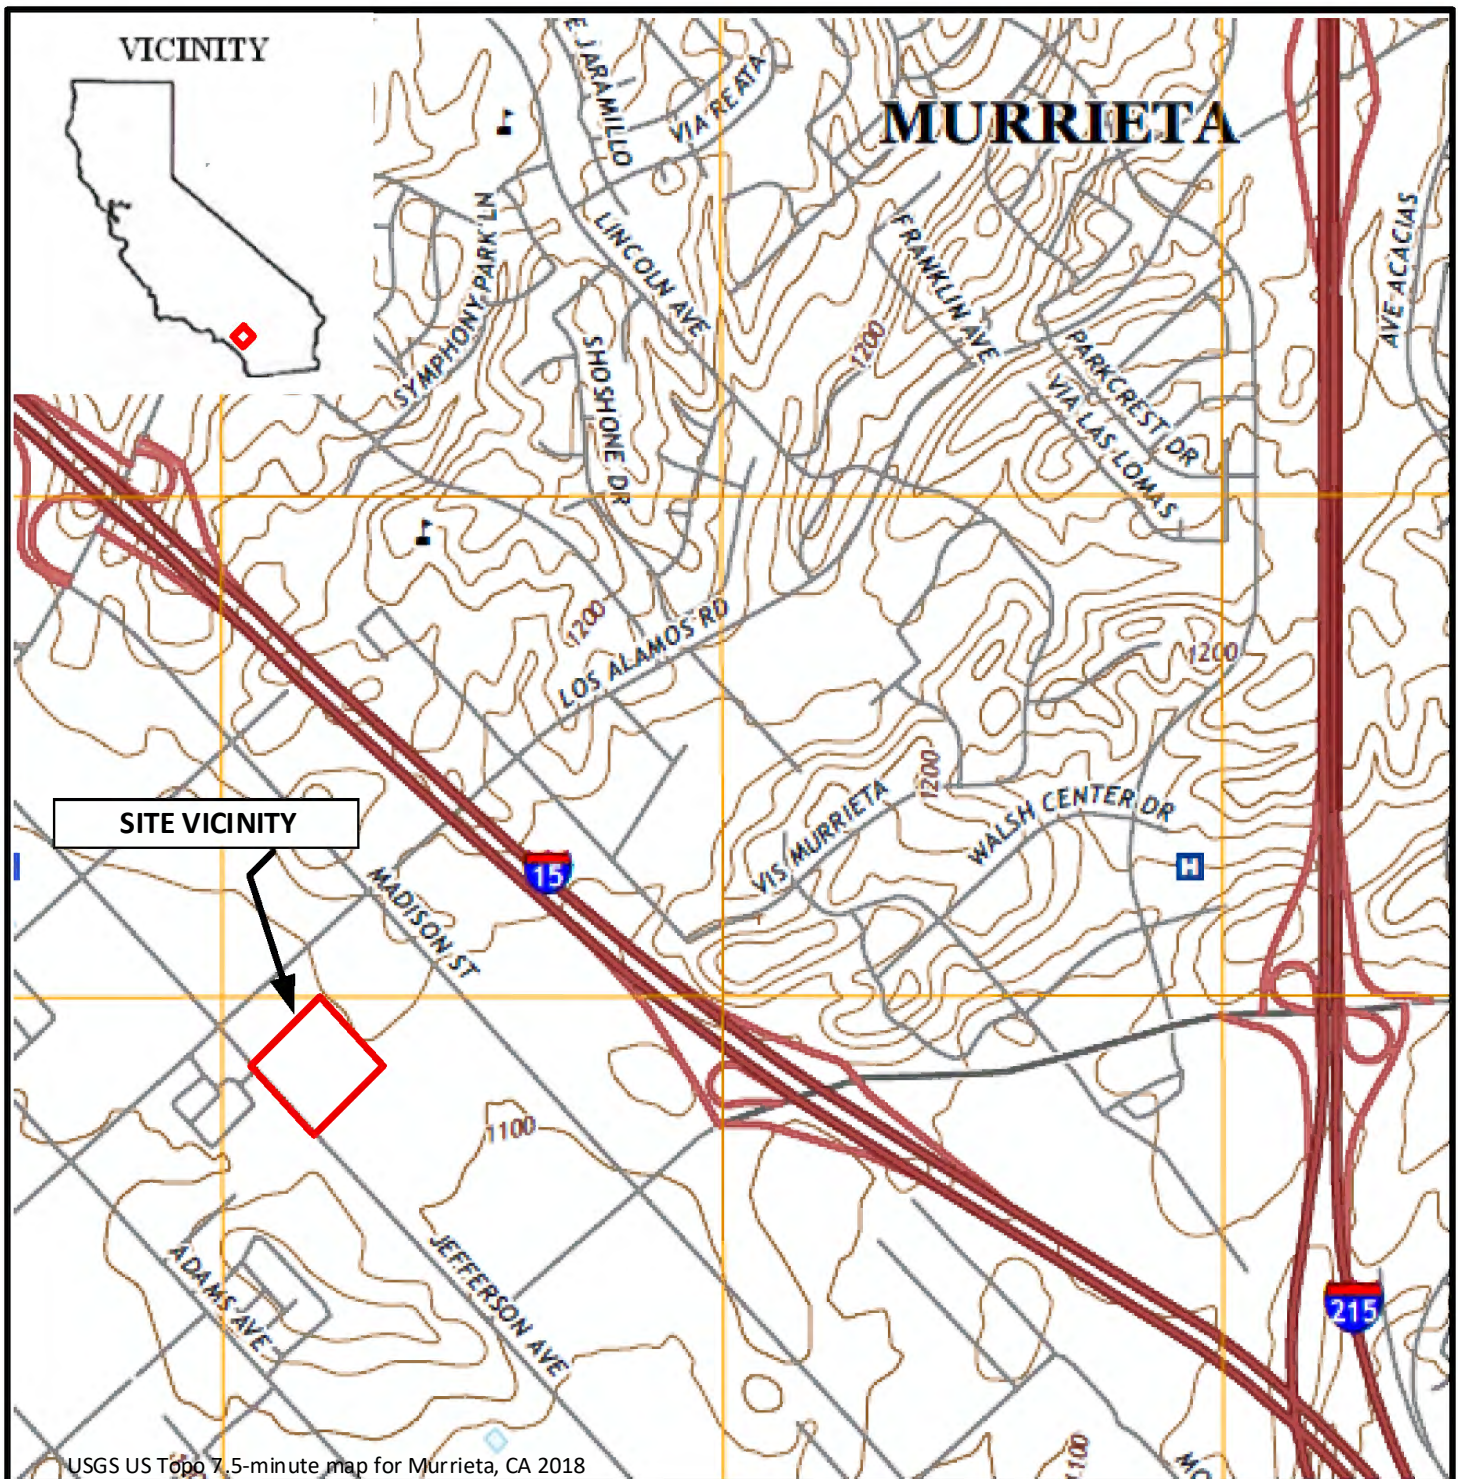 VICINITY
MURRIETA
E JARAMILLO
VIA REATA
SYMPHONY PARK LN
LINCOLN AVE
FRANKLIN AVE
AVE ACACIAS
SHOSHONE DR
1200
PARKCREST DR
VIA LAS LOMAS
1200
LOS ALAMOS RD
1200
1200
VIS MURRIETA
WALSH CENTER DR
SITE VICINITY
15
H
MADISON ST
1100
ADAMS AVE
JEFFERSON AVE
215
1100
MC
USGS US Topo 7.5-minute map for Murrieta, CA 2018